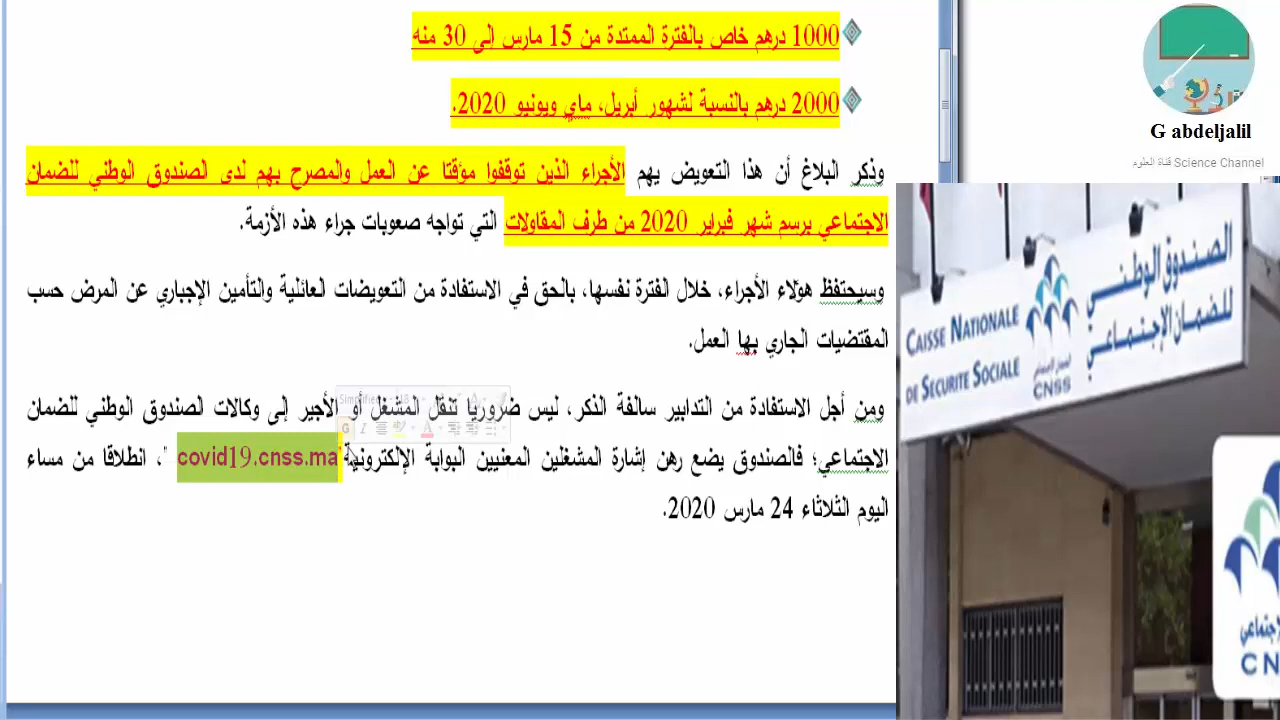 1000 درهم خاص بالفترة الممتدة من 15 مارس إلى 30 منه
2000 درهم بالنسبة لشهور أبريل، ماي ويونيو 2020.
وذكر البلاغ أن هذا التعويض يهم الأجراء الذين توقفوا مؤقتا عن العمل والمصرح بهم لدى الصندوق الوطني للضمان
الاجتماعي برسم شهر فبراير 2020 من طرف المقاولات التي تواجه صعوبات جراء هذه الأزمة.
وسيحتفظ هؤلاء الأجراء، خلال الفترة نفسها، بالحق في الاستفادة من التعويضات العائلية والتأمين الإجباري عن المرض حسب
المقتضيات الجاري بها العمل.
ومن أجل الاستفادة من التدابير سالفة الذكر، ليس ضروريا تنقل المشغل أو الأجير إلى وكالات الصندوق الوطني للضمان
الاجتماعي؛ فالصندوق يضع رهن إشارة المشغلين المعنيين البوابة الإلكترونية "covid19.cnss.ma"، انطلاقا من مساء
اليوم الثلاثاء 24 مارس 2020.
G abdeljalil
قناة العلوم Science Channel
الصندوق الوطني
للضمان الإجتماعي
CAISSE NATIONALE
DE SÉCURITÉ SOCIALE
الضمان الاجتماعي
CNSS
CN